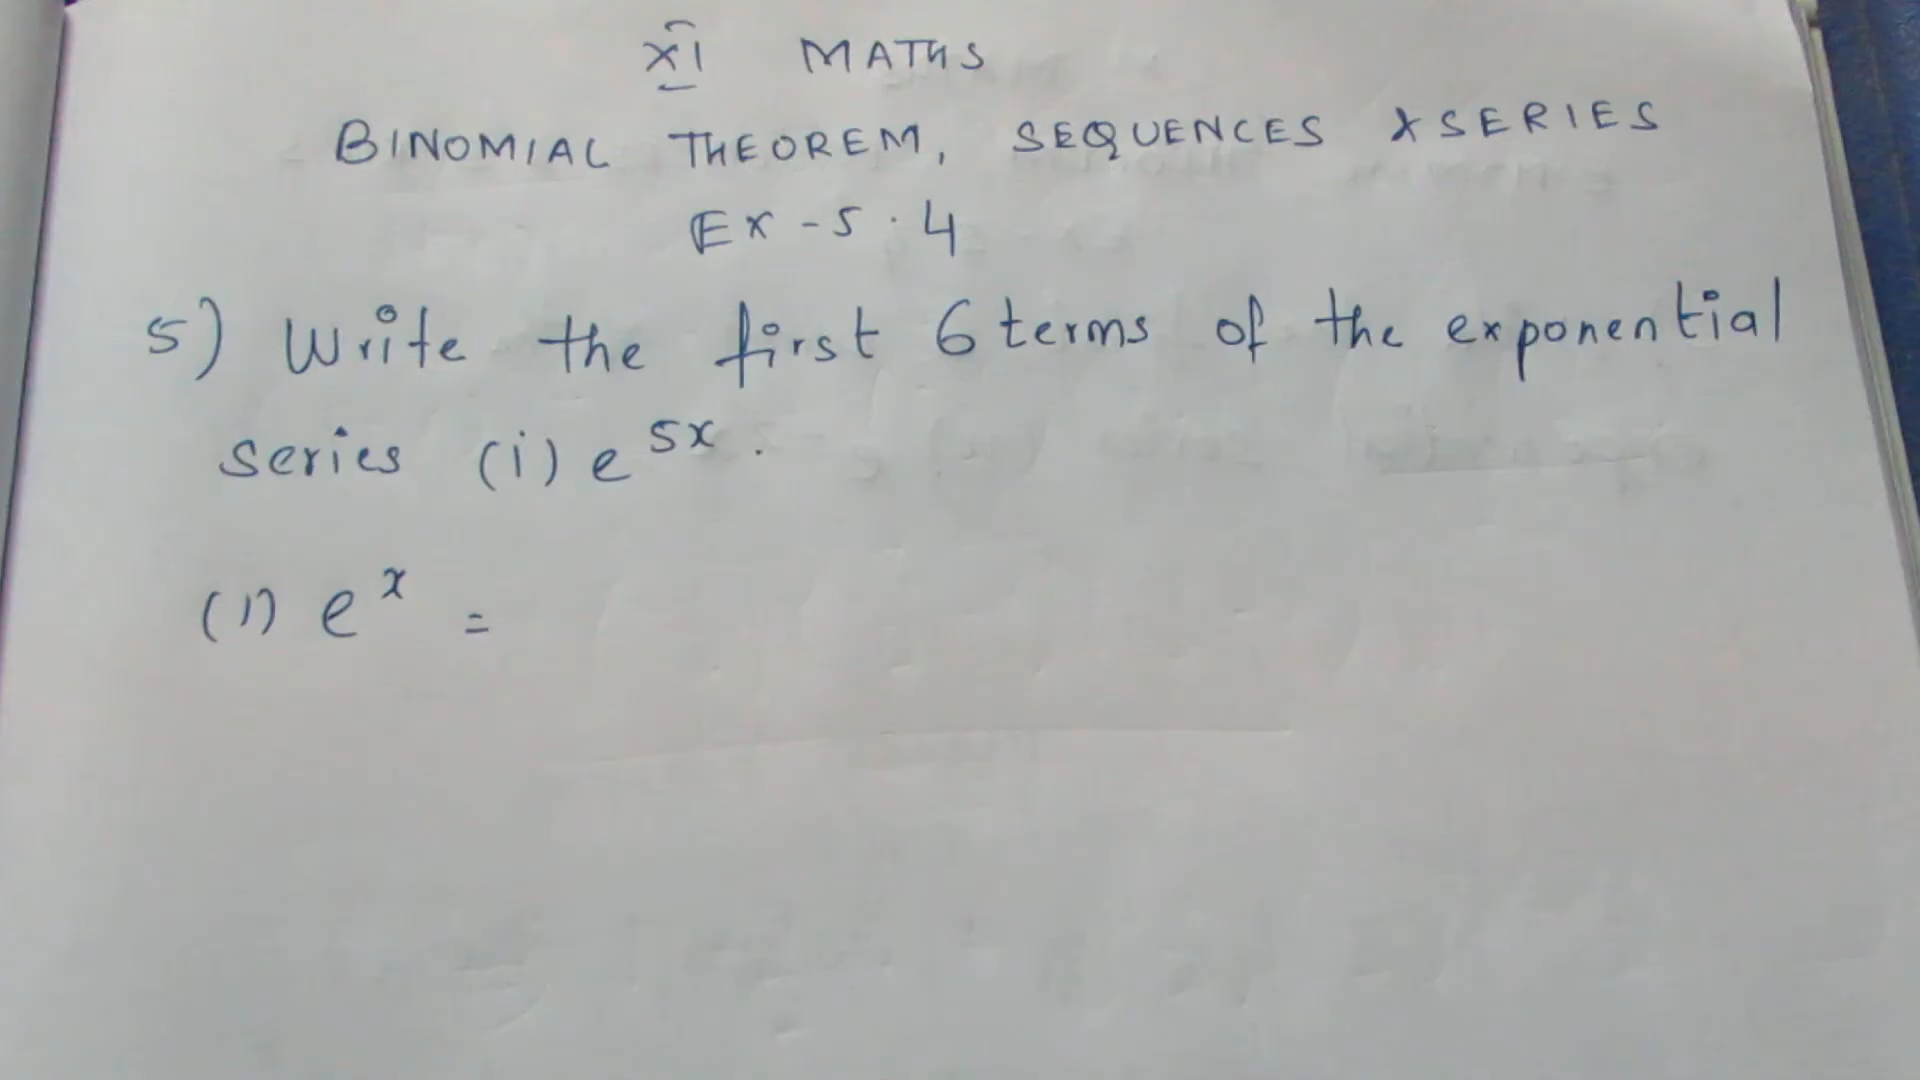 XI MATHS
BINOMIAL THEOREM, SEQUENCES & SERIES
Ex - 5.4
5) Write the first 6 terms of the exponential
series (i) e^5x.
(i) e^x =